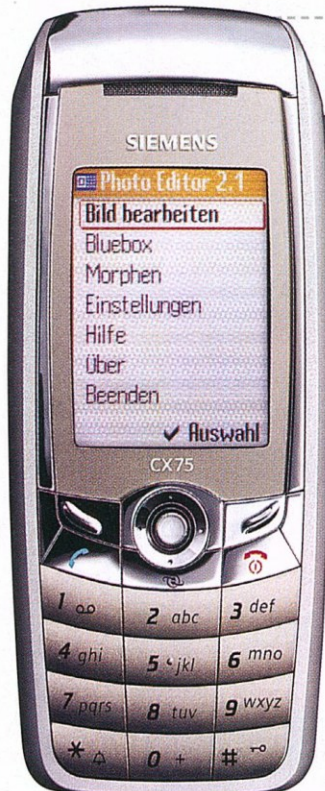 SIEMENS
Photo Editor 2.1
Bild bearbeiten
Bluebox
Morphen
Einstellungen
Hilfe
Über
Beenden
✓ Auswahl
CX75
1
2 abc
3 def
4 ghi
5 jkl
6 mno
7 pqrs
8 tuv
9 wxyz
*
0 +
#